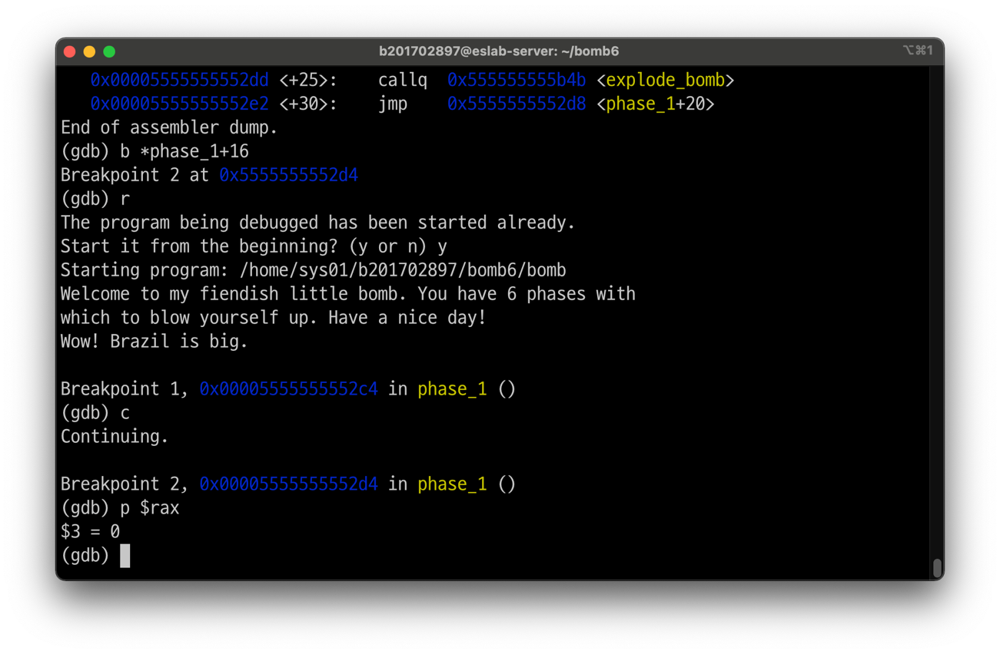 b201702897@eslab-server: ~/bomb6
⌥⌘1
0x00005555555552dd <+25>: callq 0x555555555b4b <explode_bomb>
0x00005555555552e2 <+30>: jmp 0x5555555552d8 <phase_1+20>
End of assembler dump.
(gdb) b *phase_1+16
Breakpoint 2 at 0x5555555552d4
(gdb) r
The program being debugged has been started already.
Start it from the beginning? (y or n) y
Starting program: /home/sys01/b201702897/bomb6/bomb
Welcome to my fiendish little bomb. You have 6 phases with
which to blow yourself up. Have a nice day!
Wow! Brazil is big.
Breakpoint 1, 0x00005555555552c4 in phase_1 ()
(gdb) c
Continuing.
Breakpoint 2, 0x00005555555552d4 in phase_1 ()
(gdb) p $rax
$3 = 0
(gdb)